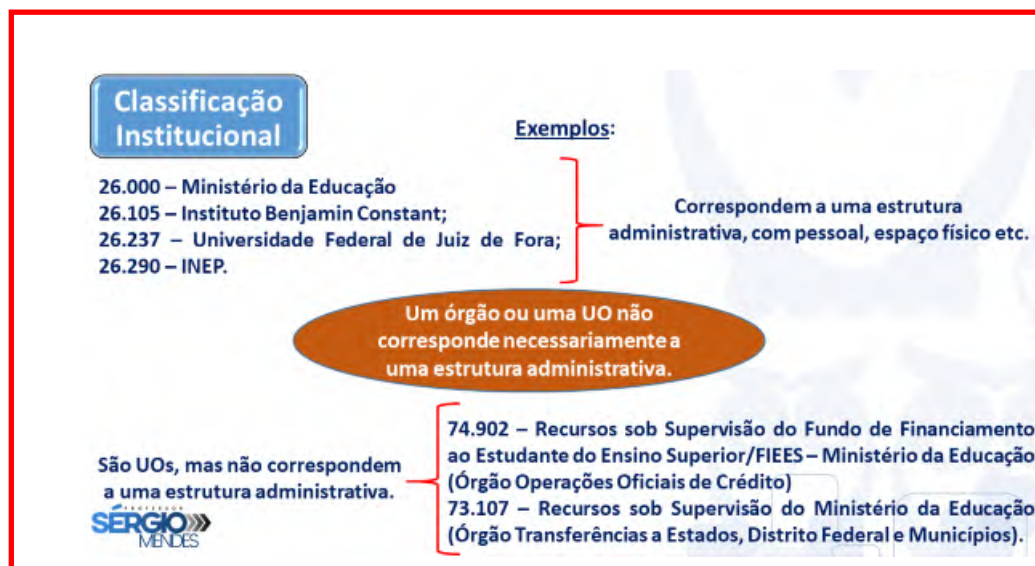 Classificação
Institucional
Exemplos:
26.000 – Ministério da Educação
26.105 – Instituto Benjamin Constant;
26.237 – Universidade Federal de Juiz de Fora;
26.290 – INEP.
Correspondem a uma estrutura
administrativa, com pessoal, espaço físico etc.
Um órgão ou uma UO não
corresponde necessariamente a
uma estrutura administrativa.
São UOs, mas não correspondem
a uma estrutura administrativa.
74.902 – Recursos sob Supervisão do Fundo de Financiamento
ao Estudante do Ensino Superior/FIEES – Ministério da Educação
(Órgão Operações Oficiais de Crédito)
73.107 – Recursos sob Supervisão do Ministério da Educação
(Órgão Transferências a Estados, Distrito Federal e Municípios).
PROFESSOR
SÉRGIO
MENDES